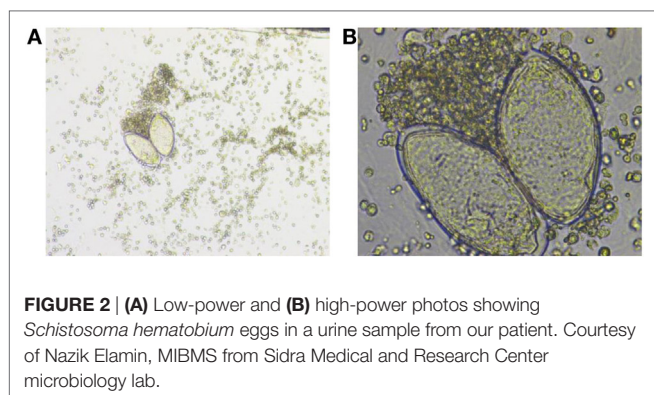 A
B
FIGURE 2 | (A) Low-power and (B) high-power photos showing
Schistosoma hematobium eggs in a urine sample from our patient. Courtesy
of Nazik Elamin, MIBMS from Sidra Medical and Research Center
microbiology lab.